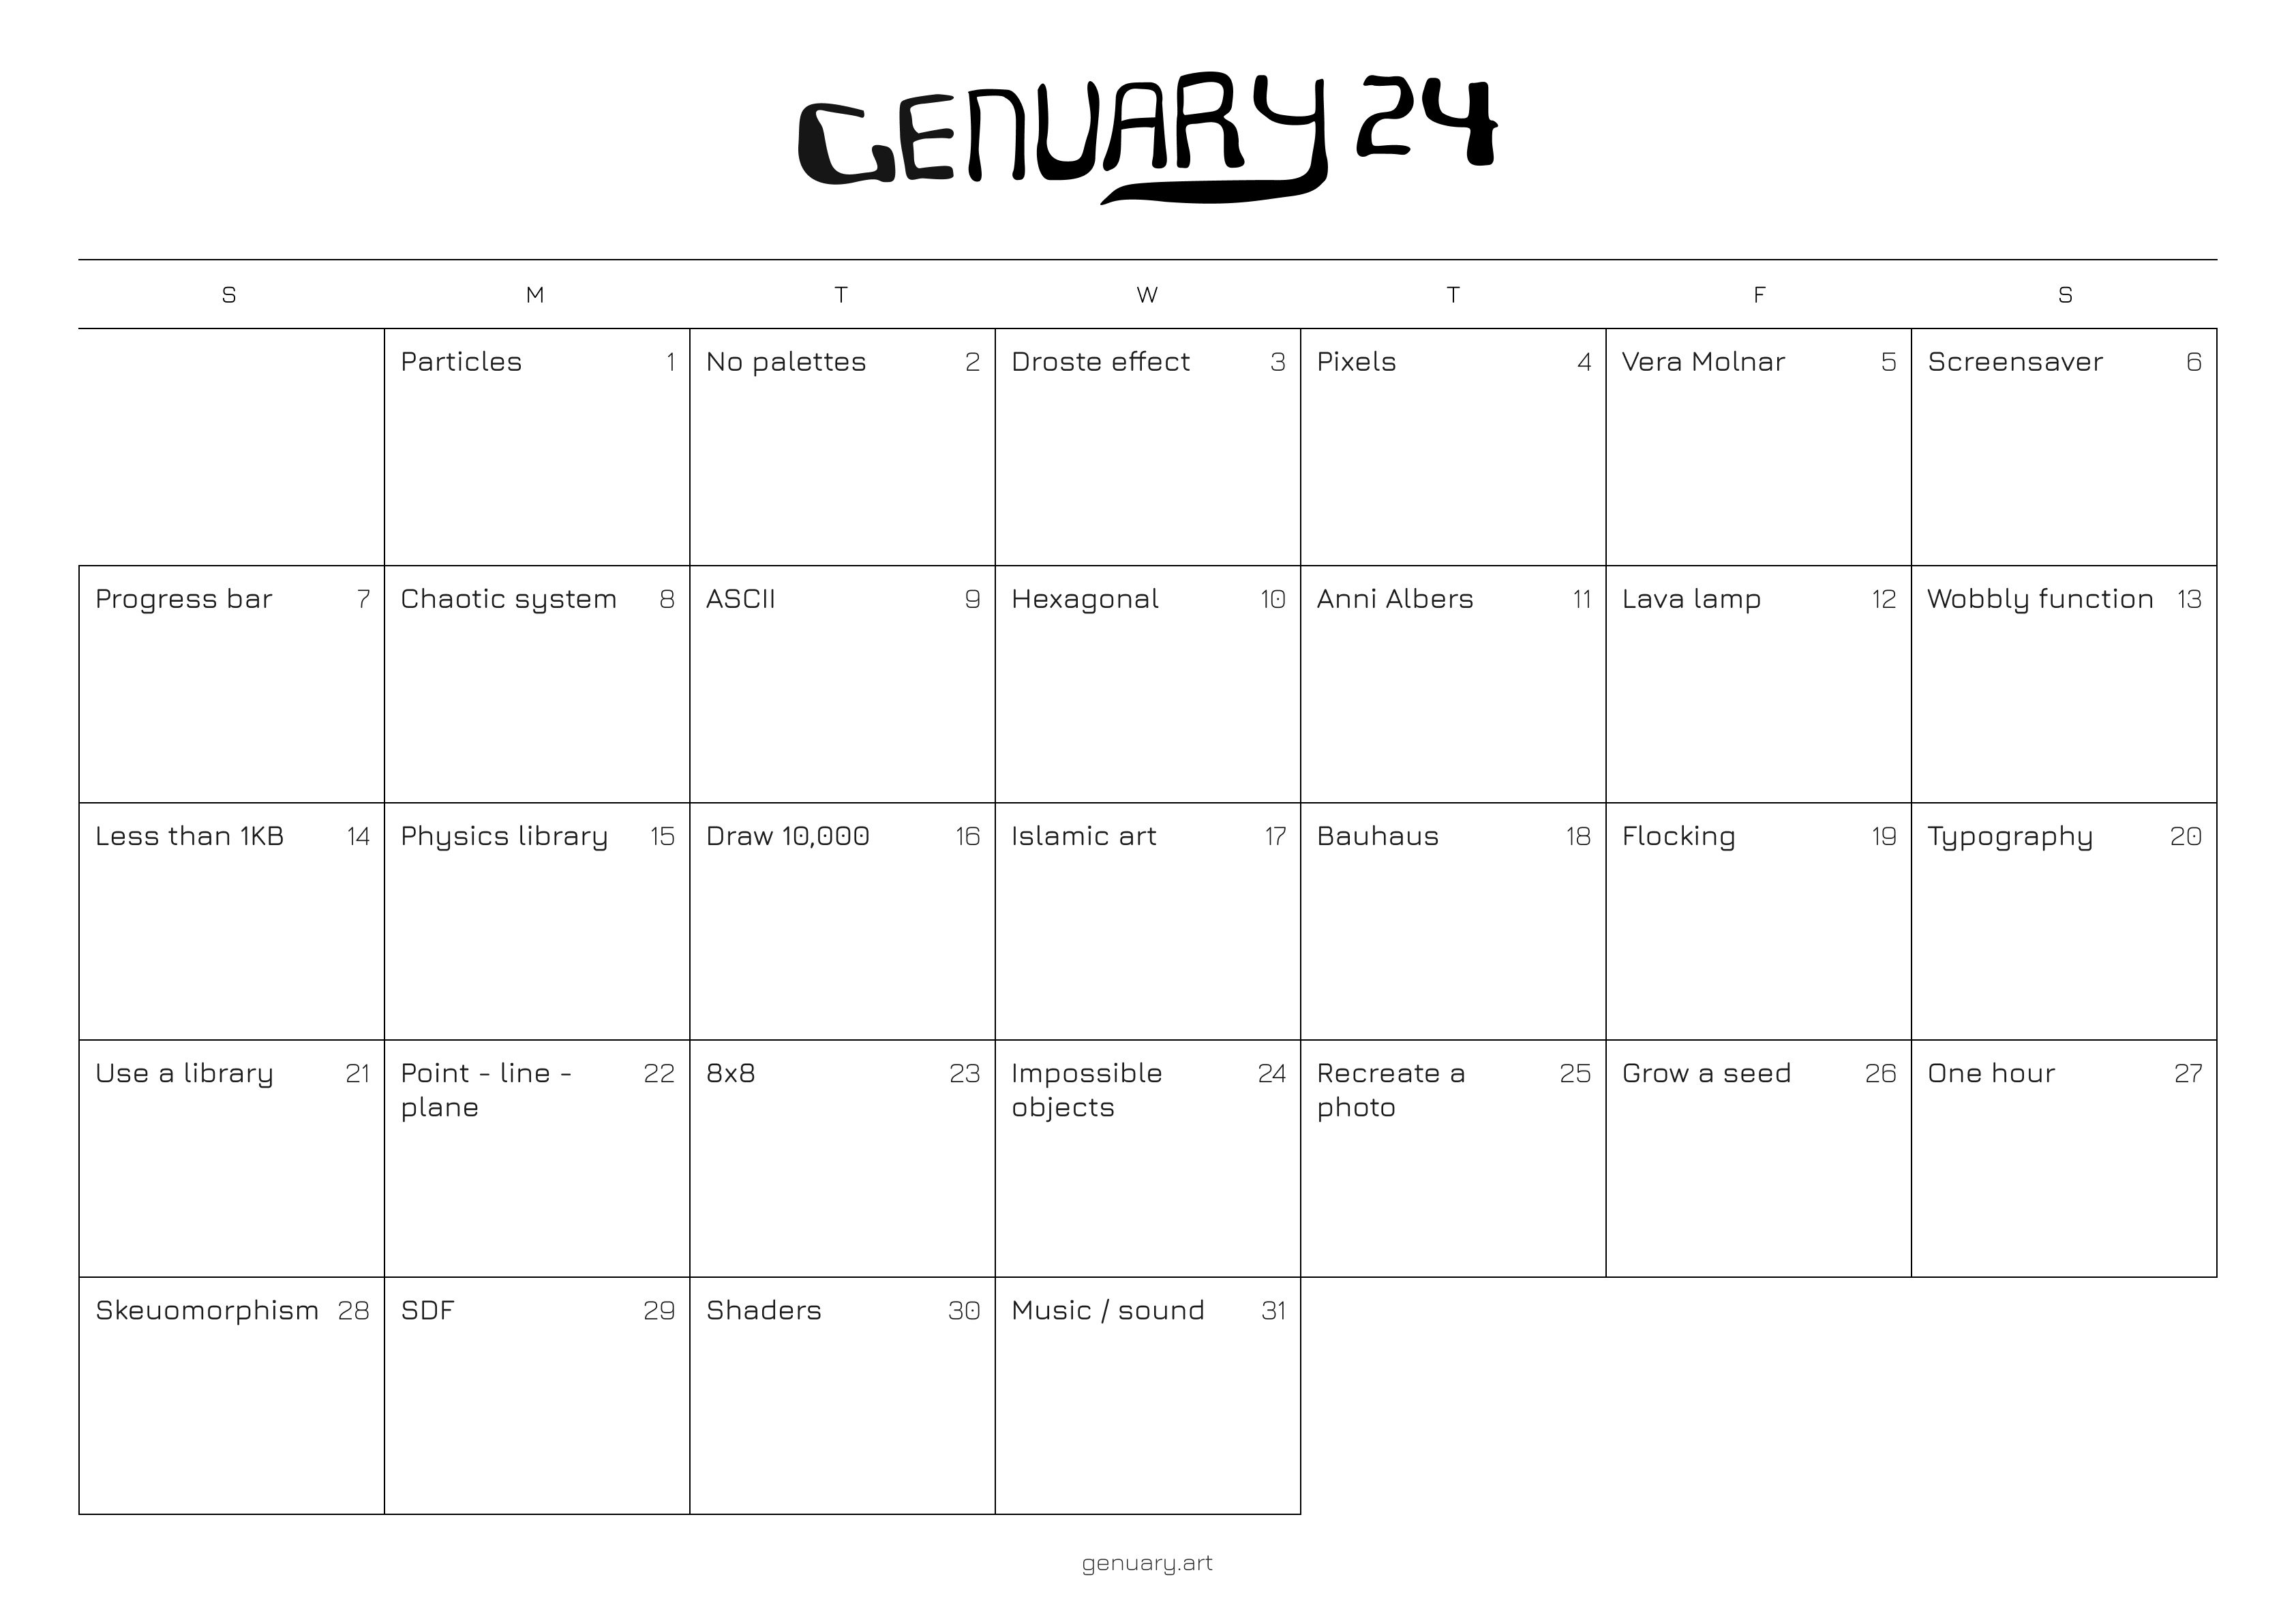 GENUARY 24
S M T W T F S
Particles 1 No palettes 2 Droste effect 3 Pixels 4 Vera Molnar 5 Screensaver 6
Progress bar 7 Chaotic system 8 ASCII 9 Hexagonal 10 Anni Albers 11 Lava lamp 12 Wobbly function 13
Less than 1KB 14 Physics library 15 Draw 10,000 16 Islamic art 17 Bauhaus 18 Flocking 19 Typography 20
Use a library 21 Point - line - 22 8x8 23 Impossible 24 Recreate a 25 Grow a seed 26 One hour 27
plane objects photo
Skeuomorphism 28 SDF 29 Shaders 30 Music / sound 31
genuary.art